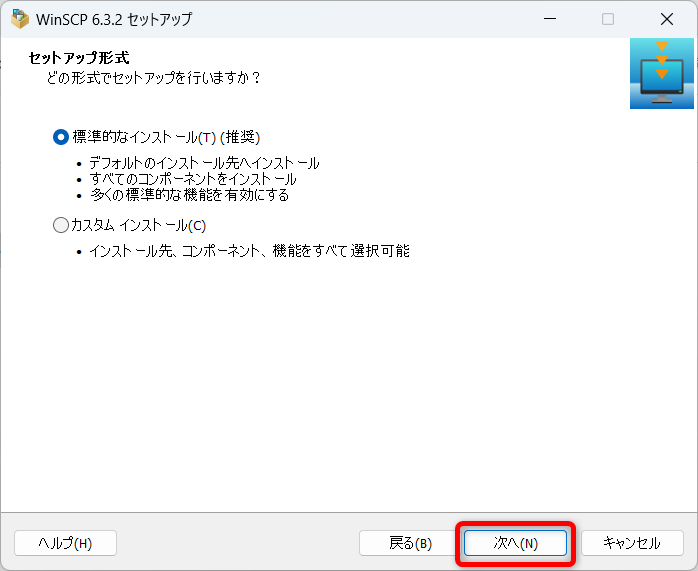 WinSCP 6.3.2 セットアップ
セットアップ形式
どの形式でセットアップを行いますか？
標準的なインストール(T) (推奨)
• デフォルトのインストール先へインストール
• すべてのコンポーネントをインストール
• 多くの標準的な機能を有効にする
カスタム インストール(C)
• インストール先、コンポーネント、機能をすべて選択可能
ヘルプ(H)
戻る(B)
次へ(N)
キャンセル